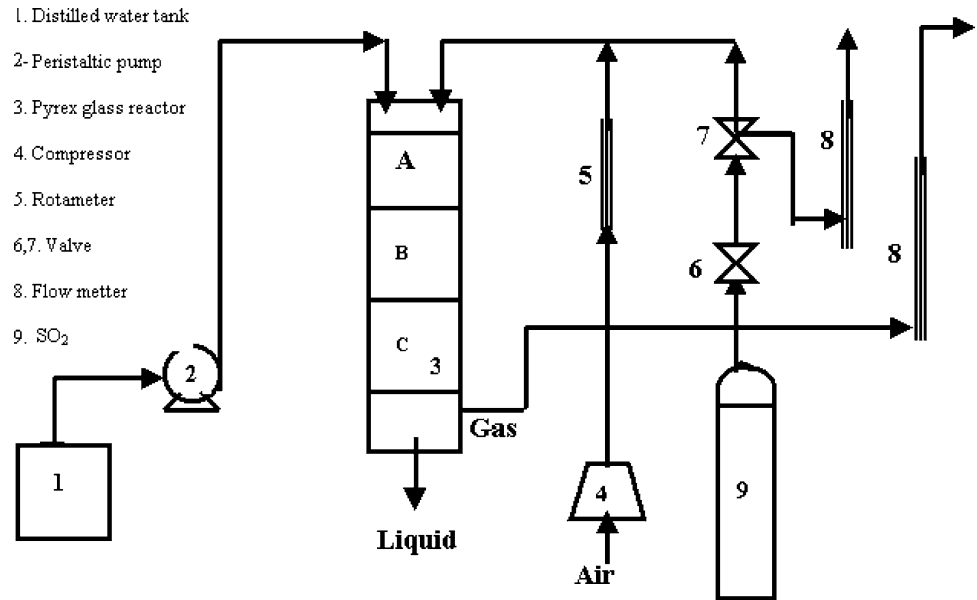 1. Distilled water tank
2- Peristaltic pump
3. Pyrex glass reactor
4. Compressor
5. Rotameter
6,7. Valve
8. Flow metter
9. SO₂
A
B
C
3
2
1
Gas
Liquid
4
Air
5
7
6
8
8
9